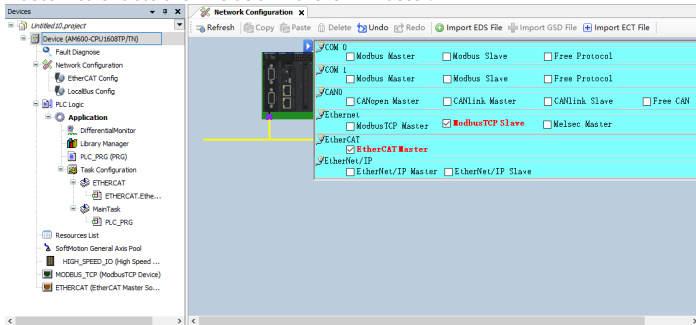 Devices
Untitled10.project
Device (AM600-CPU1608TP/TN)
Fault Diagnose
Network Configuration
EtherCAT Config
LocalBus Config
PLC Logic
Application
DifferentialMonitor
Library Manager
PLC_PRG (PRG)
Task Configuration
ETHERCAT
ETHERCAT.Ethe...
MainTask
PLC_PRG
Resources List
SoftMotion General Axis Pool
HIGH_SPEED_IO (High Speed ...
MODBUS_TCP (ModbusTCP Device)
ETHERCAT (EtherCAT Master So...
Network Configuration x
Refresh Copy Paste Delete Undo Redo Import EDS File Import GSD File Import ECT File
COM 0
Modbus Master Modbus Slave Free Protocol
COM 1
Modbus Master Modbus Slave Free Protocol
CAN0
CANopen Master CANlink Master CANlink Slave Free CAN
Ethernet
ModbusTCP Master ModbusTCP Slave Melsec Master
EtherCAT
EtherCAT Master
EtherNet/IP
EtherNet/IP Master EtherNet/IP Slave